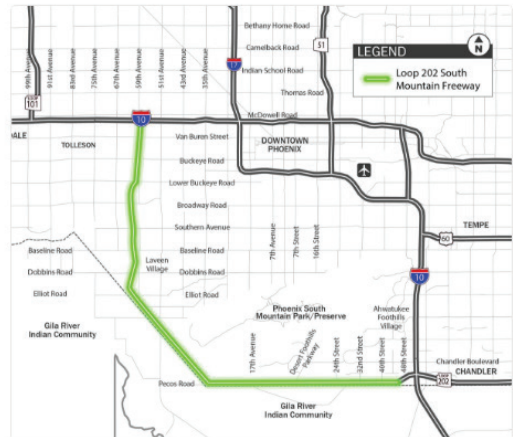 Bethany Home Road
Camelback Road
Indian School Road
Thomas Road
McDowell Road
51
17
LEGEND
N
Loop 202 South
Mountain Freeway
99th Avenue
91st Avenue
83rd Avenue
75th Avenue
67th Avenue
59th Avenue
51st Avenue
43rd Avenue
35th Avenue
LOOP
101
10
DALE
TOLLESON
Van Buren Street
DOWNTOWN
PHOENIX
Buckeye Road
Lower Buckeye Road
Broadway Road
Southern Avenue
7th Avenue
7th Street
16th Street
TEMPE
60
Baseline Road
Baseline Road
Laveen
Village
Dobbins Road
Dobbins Road
10
Elliot Road
Elliot Road
Phoenix South
Mountain Park/Preserve
Ahwatukee
Foothills
Village
Gila River
Indian Community
17th Avenue
Desert Foothills
Parkway
24th Street
32nd Street
40th Street
48th Street
Chandler Boulevard
CHANDLER
LOOP
202
Pecos Road
Gila River
Indian Community